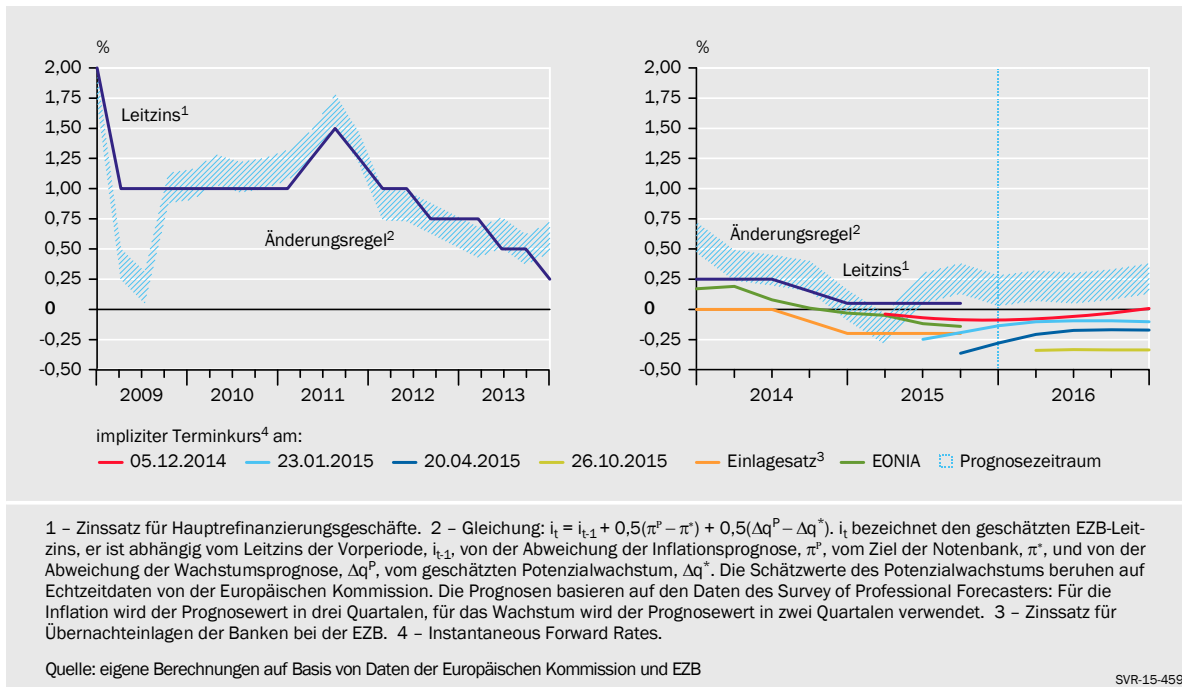 %
2,00
1,75
1,50
1,25
1,00
0,75
0,50
0,25
0
-0,25
-0,50
Leitzins1
Änderungsregel2
2009 2010 2011 2012 2013
%
2,00
1,75
1,50
1,25
1,00
0,75
0,50
0,25
0
-0,25
-0,50
Änderungsregel2
Leitzins1
2014 2015 2016
impliziter Terminkurs4 am:
05.12.2014 23.01.2015 20.04.2015 26.10.2015 Einlagesatz3 EONIA Prognosezeitraum
1 – Zinssatz für Hauptrefinanzierungsgeschäfte. 2 – Gleichung: it = it-1 + 0,5(πP – π*) + 0,5(ΔqP – Δq*). it bezeichnet den geschätzten EZB-Leit-
zins, er ist abhängig vom Leitzins der Vorperiode, it-1, von der Abweichung der Inflationsprognose, πP, vom Ziel der Notenbank, π*, und von der
Abweichung der Wachstumsprognose, ΔqP, vom geschätzten Potenzialwachstum, Δq*. Die Schätzwerte des Potenzialwachstums beruhen auf
Echtzeitdaten von der Europäischen Kommission. Die Prognosen basieren auf den Daten des Survey of Professional Forecasters: Für die
Inflation wird der Prognosewert in drei Quartalen, für das Wachstum wird der Prognosewert in zwei Quartalen verwendet. 3 – Zinssatz für
Übernachteinlagen der Banken bei der EZB. 4 – Instantaneous Forward Rates.
Quelle: eigene Berechnungen auf Basis von Daten der Europäischen Kommission und EZB
SVR-15-459